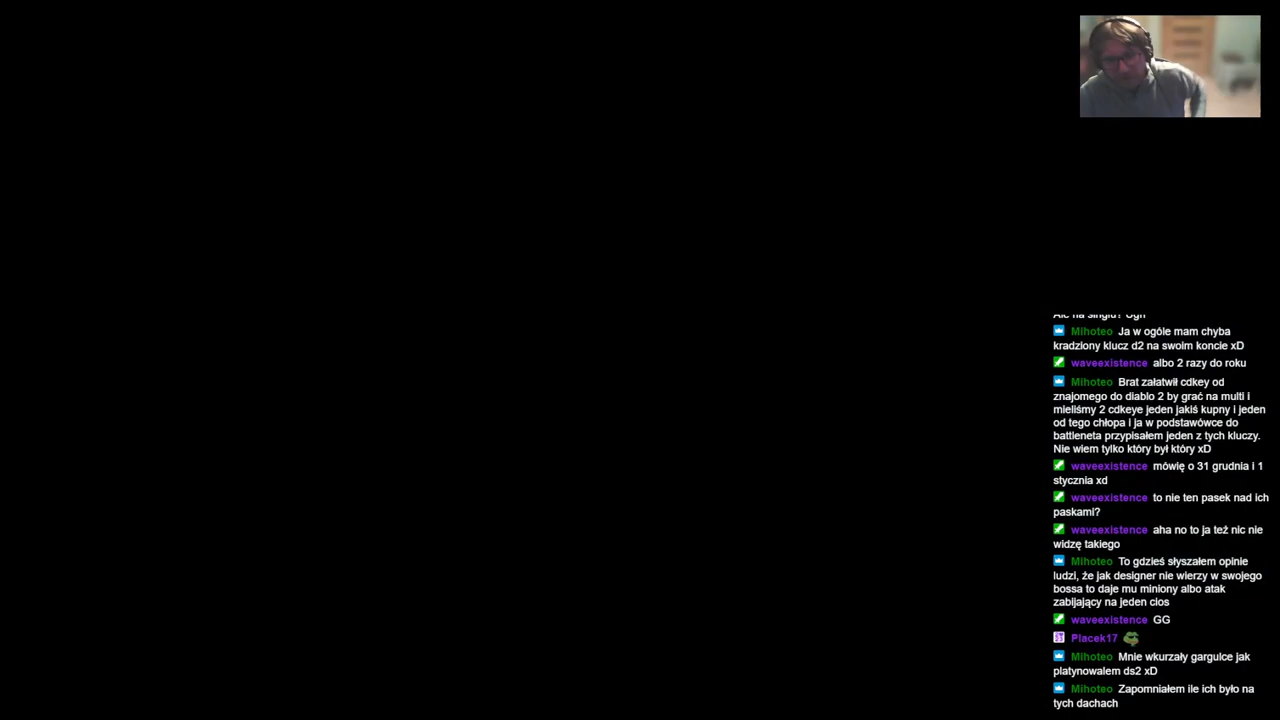 Mihoteo Ja w ogóle mam chyba
kradziony klucz d2 na swoim koncie xD
waveexistence albo 2 razy do roku
Mihoteo Brat załatwił cdkey od
znajomego do diablo 2 by grać na multi i
mieliśmy 2 cdkeye jeden jakiś kupny i jeden
od tego chłopa i ja w podstawówce do
battleneta przypisałem jeden z tych kluczy.
Nie wiem tylko który był który xD
waveexistence mówię o 31 grudnia i 1
stycznia xd
waveexistence to nie ten pasek nad ich
paskami?
waveexistence aha no to ja też nic nie
widzę takiego
Mihoteo To gdzieś słyszałem opinie
ludzi, że jak designer nie wierzy w swojego
bossa to daje mu miniony albo atak
zabijający na jeden cios
waveexistence GG
Placek17
Mihoteo Mnie wkurzały gargulce jak
platynowalem ds2 xD
Mihoteo Zapomniałem ile ich było na
tych dachach